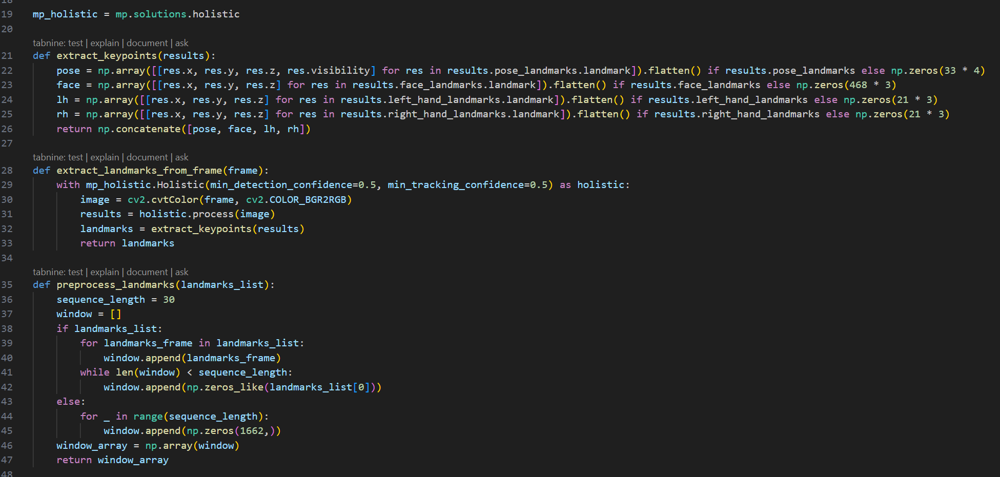 18
19 mp_holistic = mp.solutions.holistic
20
tabnine: test | explain | document | ask
21 def extract_keypoints(results):
22     pose = np.array([[res.x, res.y, res.z, res.visibility] for res in results.pose_landmarks.landmark]).flatten() if results.pose_landmarks else np.zeros(33 * 4)
23     face = np.array([[res.x, res.y, res.z] for res in results.face_landmarks.landmark]).flatten() if results.face_landmarks else np.zeros(468 * 3)
24     lh = np.array([[res.x, res.y, res.z] for res in results.left_hand_landmarks.landmark]).flatten() if results.left_hand_landmarks else np.zeros(21 * 3)
25     rh = np.array([[res.x, res.y, res.z] for res in results.right_hand_landmarks.landmark]).flatten() if results.right_hand_landmarks else np.zeros(21 * 3)
26     return np.concatenate([pose, face, lh, rh])
27
tabnine: test | explain | document | ask
28 def extract_landmarks_from_frame(frame):
29     with mp_holistic.Holistic(min_detection_confidence=0.5, min_tracking_confidence=0.5) as holistic:
30         image = cv2.cvtColor(frame, cv2.COLOR_BGR2RGB)
31         results = holistic.process(image)
32         landmarks = extract_keypoints(results)
33         return landmarks
34
tabnine: test | explain | document | ask
35 def preprocess_landmarks(landmarks_list):
36     sequence_length = 30
37     window = []
38     if landmarks_list:
39         for landmarks_frame in landmarks_list:
40             window.append(landmarks_frame)
41         while len(window) < sequence_length:
42             window.append(np.zeros_like(landmarks_list[0]))
43     else:
44         for _ in range(sequence_length):
45             window.append(np.zeros(1662,))
46     window_array = np.array(window)
47     return window_array
48